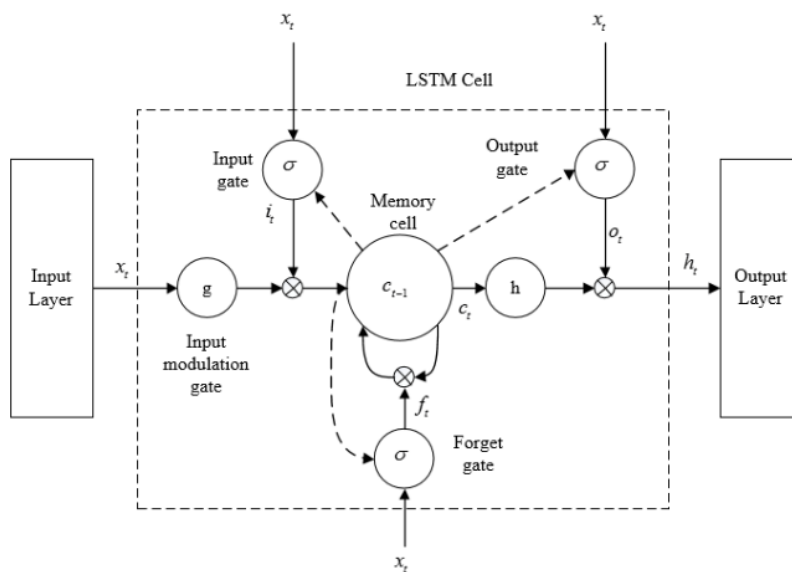 x_t
x_t
LSTM Cell
Input
gate
σ
Output
gate
σ
i_t
Memory
cell
o_t
Input
Layer
x_t
g
c_{t-1}
c_t
h
h_t
Output
Layer
Input
modulation
gate
f_t
σ
Forget
gate
x_t